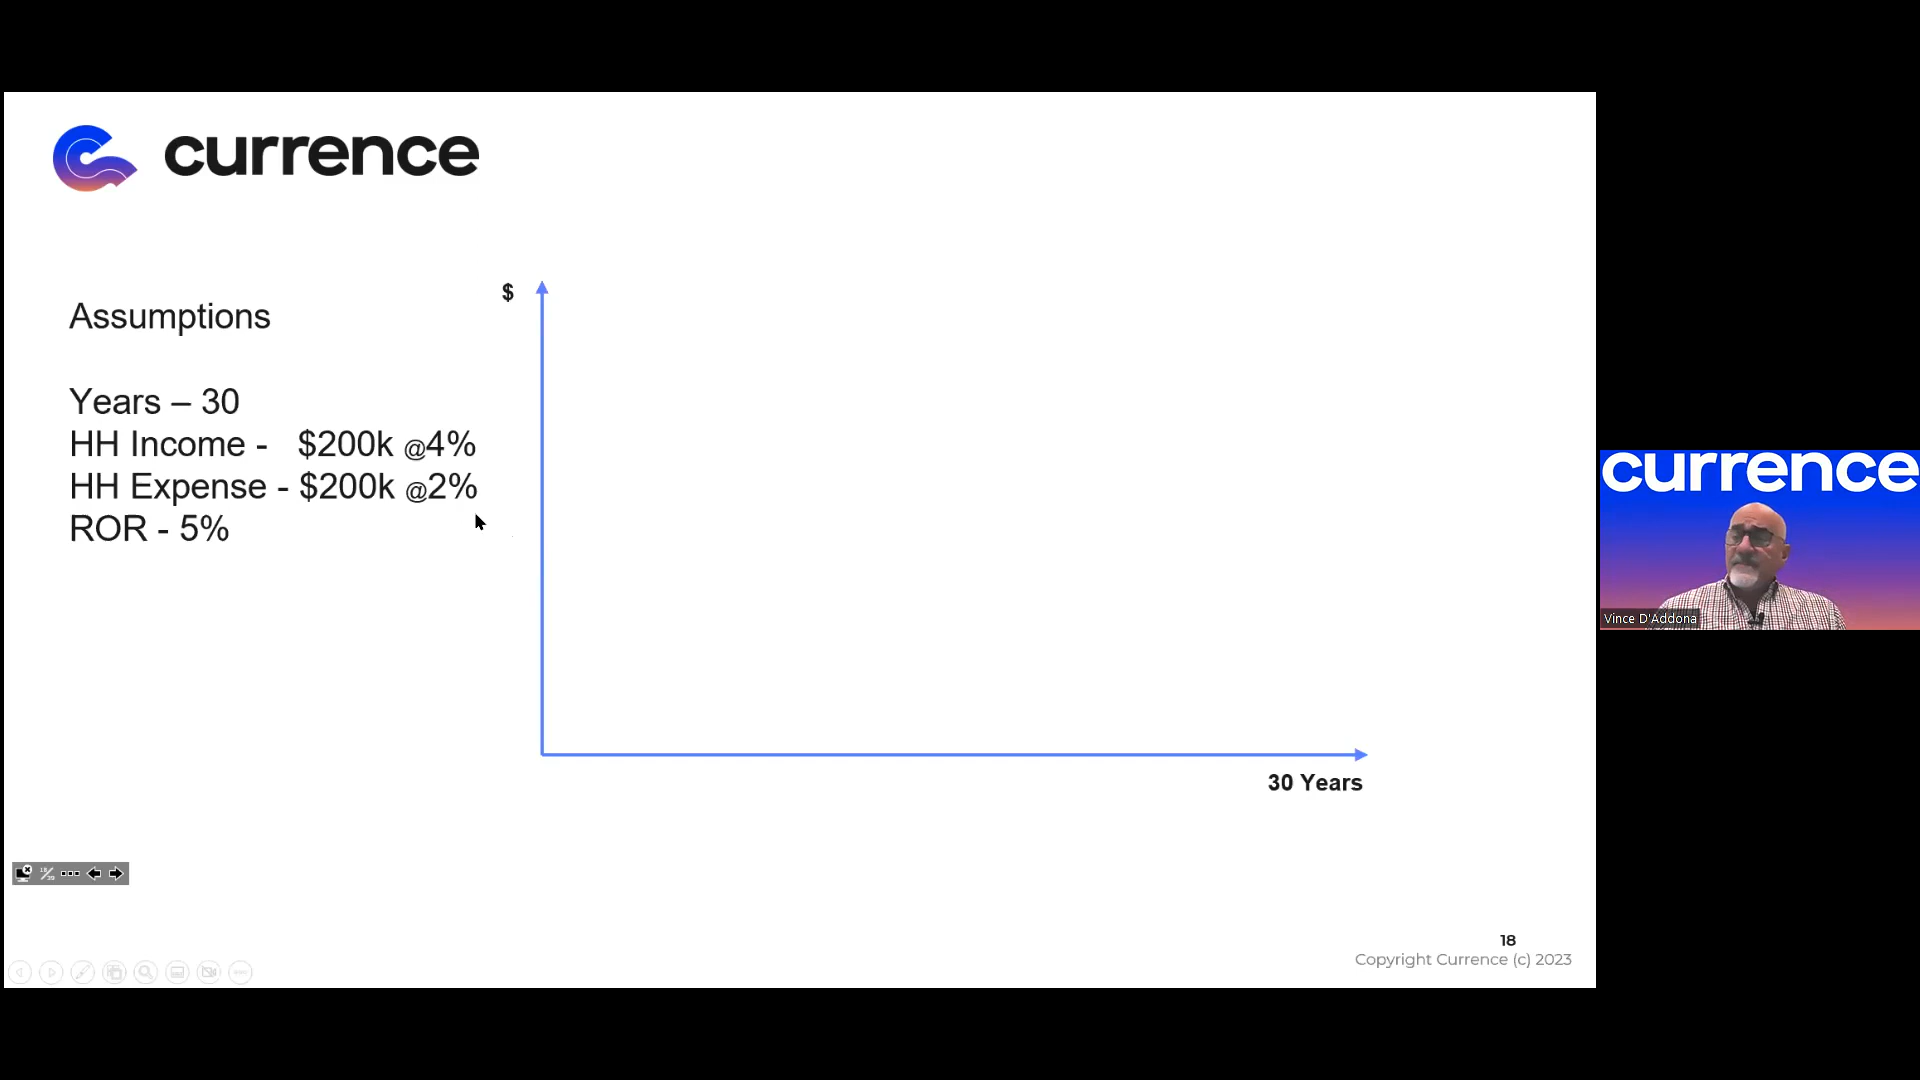 currence
Assumptions
Years – 30
HH Income - $200k @4%
HH Expense - $200k @2%
ROR - 5%
$
30 Years
18
Copyright Currence (c) 2023
currence
Vince D'Addona